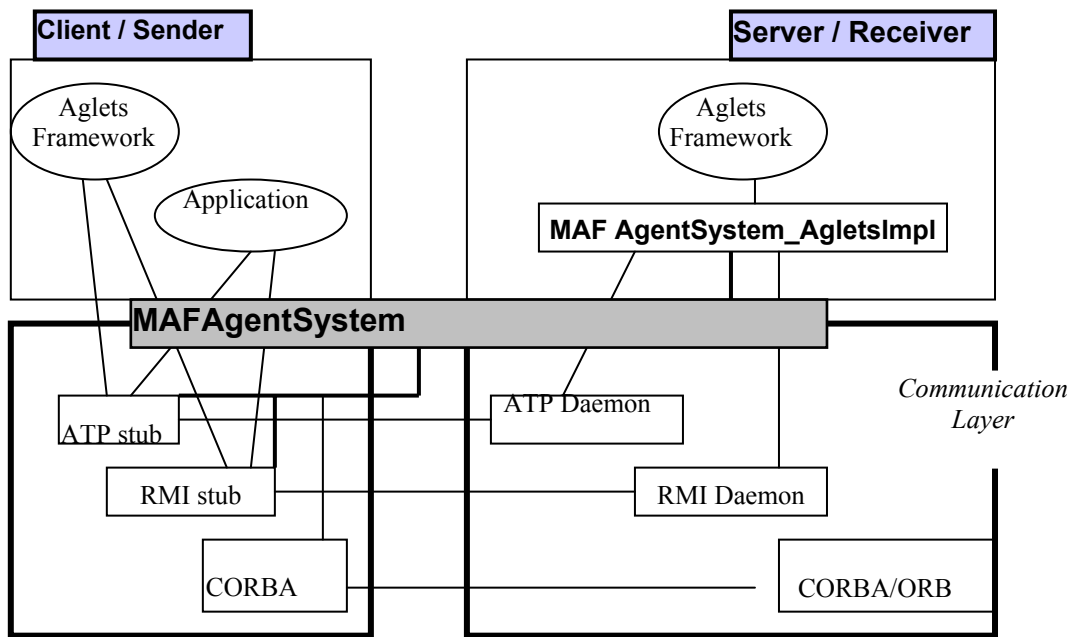 Client / Sender
Server / Receiver
Aglets
Framework
Aglets
Framework
Application
MAF AgentSystem_AgletsImpl
MAFAgentSystem
Communication
Layer
ATP stub
ATP Daemon
RMI stub
RMI Daemon
CORBA
CORBA/ORB